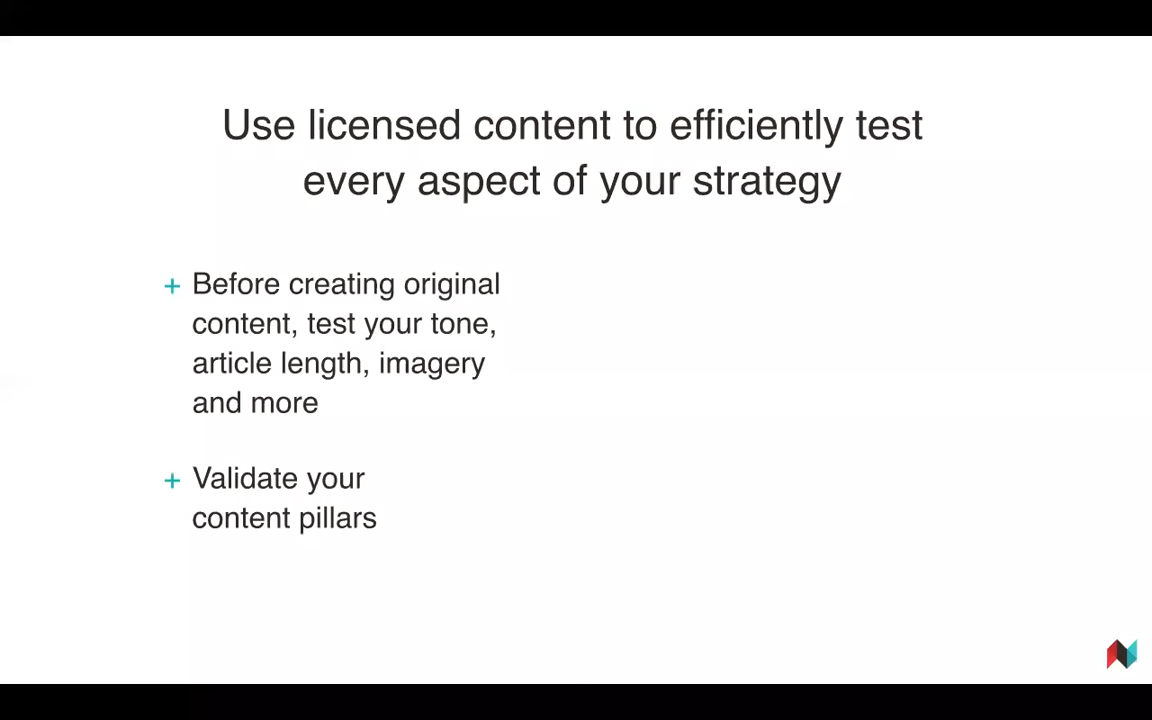 Use licensed content to efficiently test
every aspect of your strategy
+ Before creating original
content, test your tone,
article length, imagery
and more
+ Validate your
content pillars